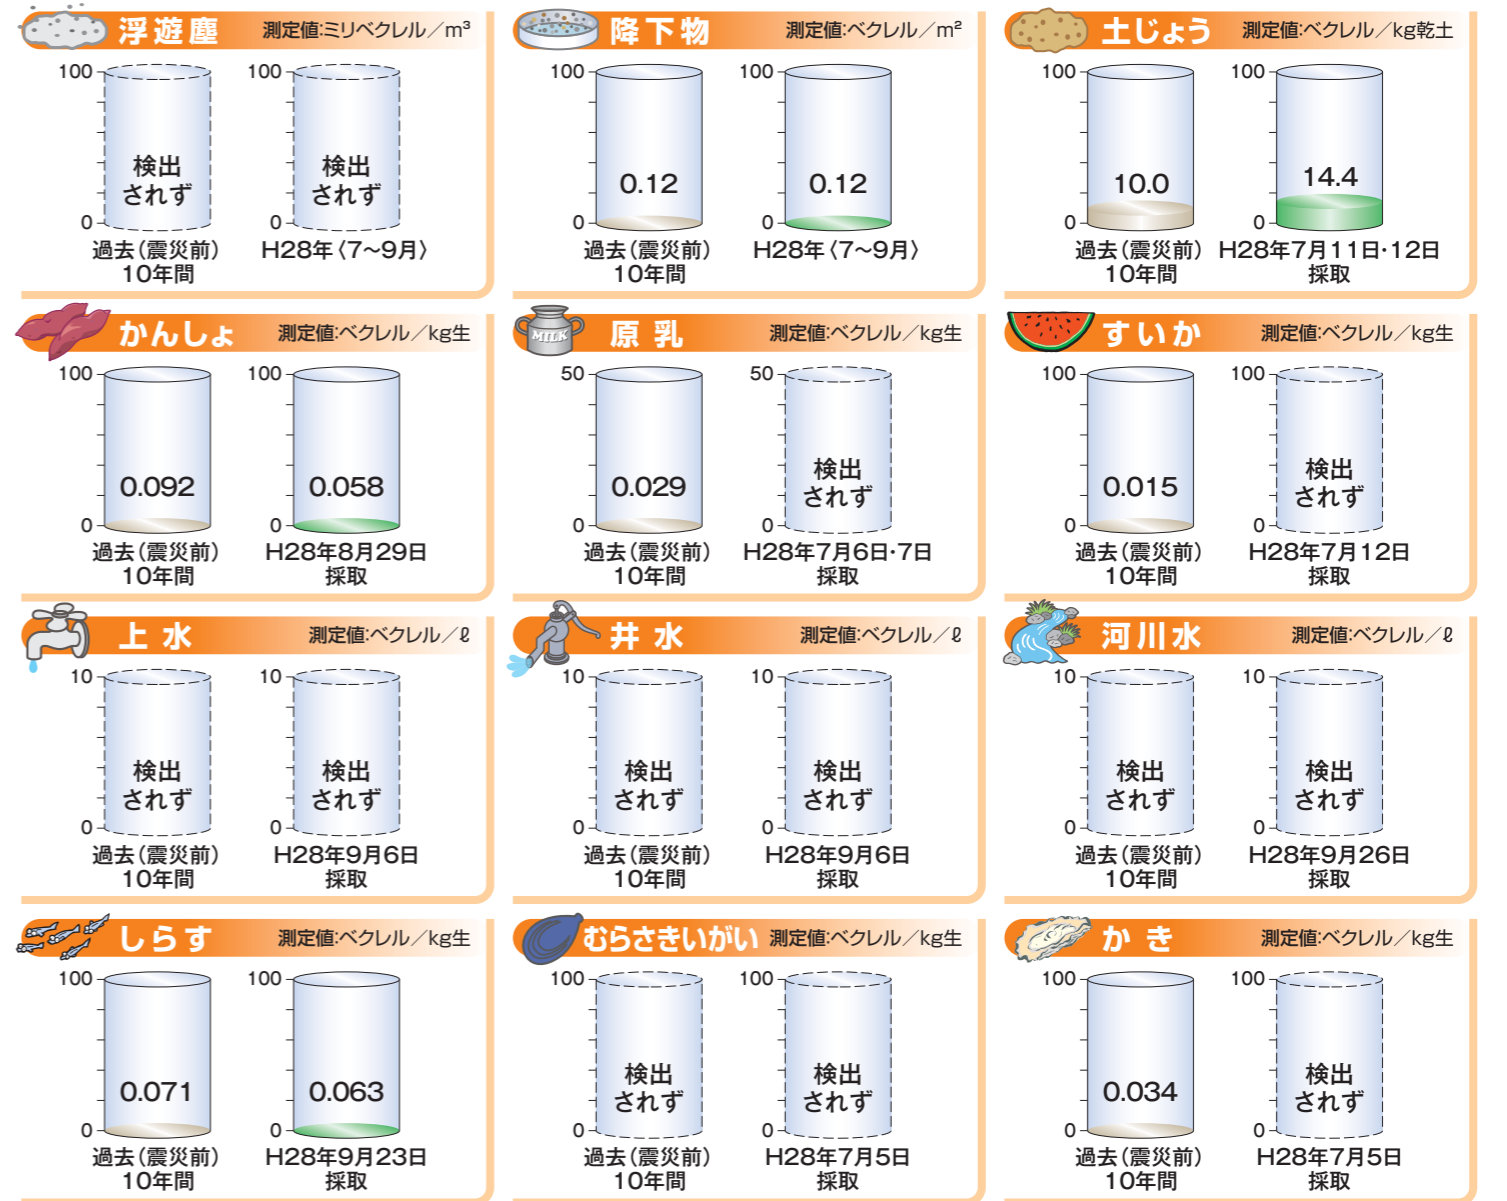 浮遊塵 測定値:ミリベクレル／m³
100 100
検出 検出
されず されず
0 0
過去(震災前) H28年〈7〜9月〉
10年間
降下物 測定値:ベクレル／m²
100 100
0.12 0.12
0 0
過去(震災前) H28年〈7〜9月〉
10年間
土じょう 測定値:ベクレル／kg乾土
100 100
10.0 14.4
0 0
過去(震災前) H28年7月11日・12日
10年間 採取
かんしょ 測定値:ベクレル／kg生
100 100
0.092 0.058
0 0
過去(震災前) H28年8月29日
10年間 採取
MILK 原乳 測定値:ベクレル／kg生
50 50
0.029 検出
されず
0 0
過去(震災前) H28年7月6日・7日
10年間 採取
すいか 測定値:ベクレル／kg生
100 100
0.015 検出
されず
0 0
過去(震災前) H28年7月12日
10年間 採取
上水 測定値:ベクレル／ℓ
10 10
検出 検出
されず されず
0 0
過去(震災前) H28年9月6日
10年間 採取
井水 測定値:ベクレル／ℓ
10 10
検出 検出
されず されず
0 0
過去(震災前) H28年9月6日
10年間 採取
河川水 測定値:ベクレル／ℓ
10 10
検出 検出
されず されず
0 0
過去(震災前) H28年9月26日
10年間 採取
しらす 測定値:ベクレル／kg生
100 100
0.071 0.063
0 0
過去(震災前) H28年9月23日
10年間 採取
むらさきいがい 測定値:ベクレル／kg生
100 100
検出 検出
されず されず
0 0
過去(震災前) H28年7月5日
10年間 採取
かき 測定値:ベクレル／kg生
100 100
0.034 検出
されず
0 0
過去(震災前) H28年7月5日
10年間 採取